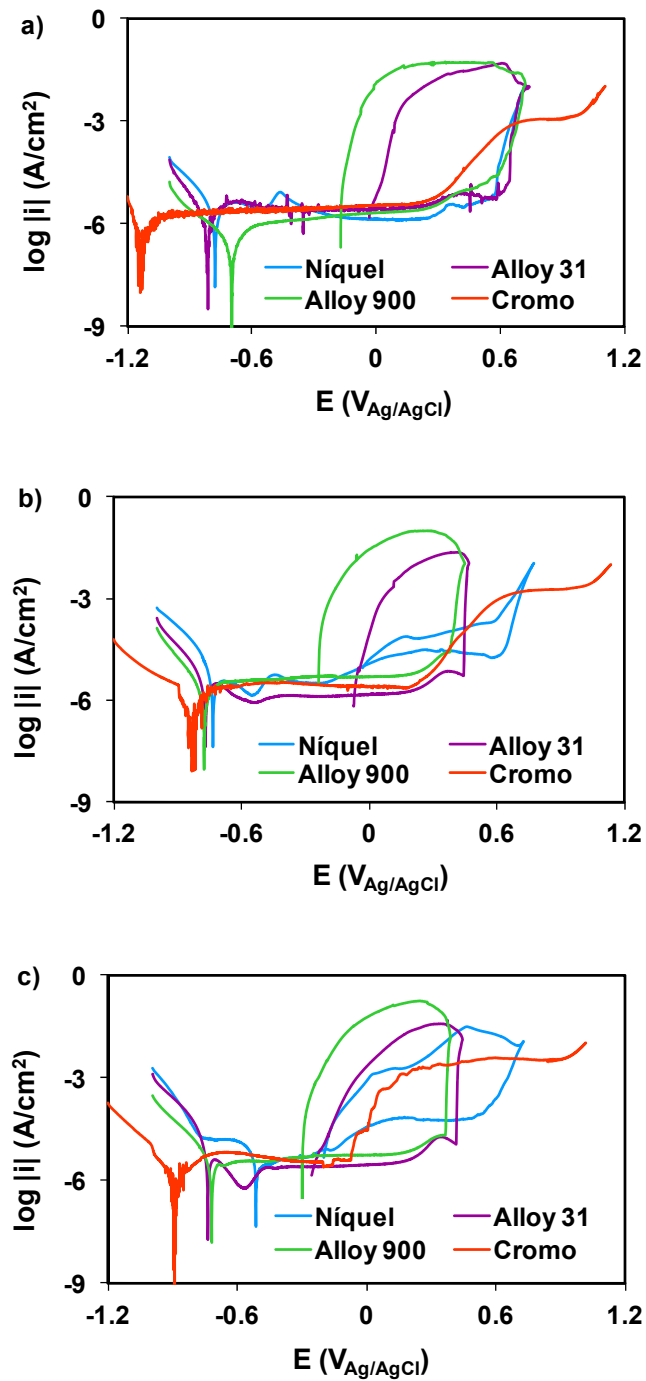 a)
0
-3
-6
-9
log |i| (A/cm²)
Níquel
Alloy 31
Alloy 900
Cromo
-1.2
-0.6
0
0.6
1.2
E (V_Ag/AgCl)
b)
0
-3
-6
-9
log |i| (A/cm²)
Níquel
Alloy 31
Alloy 900
Cromo
-1.2
-0.6
0
0.6
1.2
E (V_Ag/AgCl)
c)
0
-3
-6
-9
log |i| (A/cm²)
Níquel
Alloy 31
Alloy 900
Cromo
-1.2
-0.6
0
0.6
1.2
E (V_Ag/AgCl)